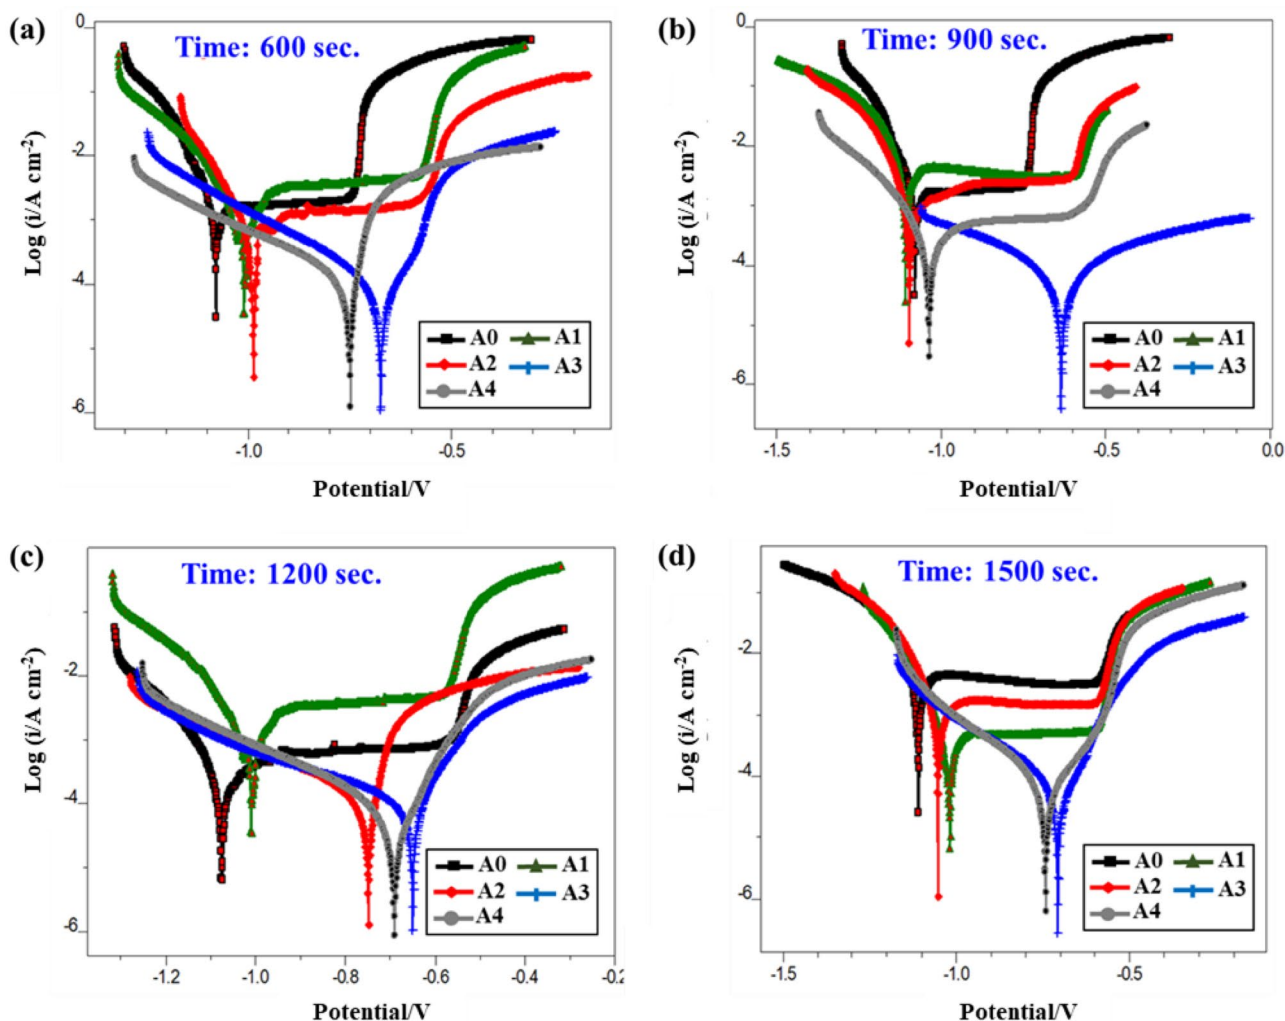 (a)
Time: 600 sec.
0
-2
-4
-6
Log (i/A cm-2)
-1.0
-0.5
Potential/V
A0 A1
A2 A3
A4
(b)
Time: 900 sec.
0
-2
-4
-6
Log (i/A cm-2)
-1.5
-1.0
-0.5
0.0
Potential/V
A0 A1
A2 A3
A4
(c)
Time: 1200 sec.
-2
-4
-6
Log (i/A cm-2)
-1.2
-1.0
-0.8
-0.6
-0.4
-0.2
Potential/V
A0 A1
A2 A3
A4
(d)
Time: 1500 sec.
-2
-4
-6
Log (i/A cm-2)
-1.5
-1.0
-0.5
Potential/V
A0 A1
A2 A3
A4